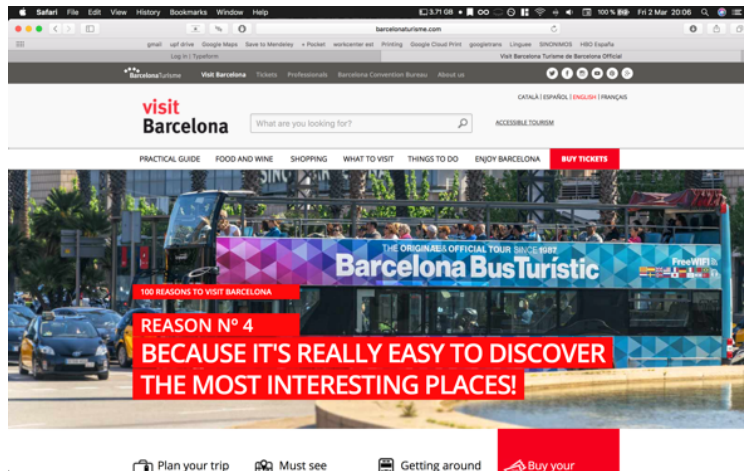 Safari File Edit View History Bookmarks Window Help 3.71 GB 100 % Fri 2 Mar 20:06
barcelonaturisme.com
gmail upf drive Google Maps Save to Mendeley + Pocket workcenter est Printing Google Cloud Print googletrans Linguee SINONIMOS HBO España
Log in | Typeform Visit Barcelona Turisme de Barcelona Official
BarcelonaTurisme Visit Barcelona Tickets Professionals Barcelona Convention Bureau About us
CATALÀ | ESPAÑOL | ENGLISH | FRANÇAIS
visit
Barcelona
What are you looking for?
ACCESSIBLE TOURISM
PRACTICAL GUIDE FOOD AND WINE SHOPPING WHAT TO VISIT THINGS TO DO ENJOY BARCELONA BUY TICKETS
THE ORIGINAL & OFFICIAL TOUR SINCE 1987
Barcelona BusTurístic
FreeWIFI
100 REASONS TO VISIT BARCELONA
REASON Nº 4
BECAUSE IT'S REALLY EASY TO DISCOVER
THE MOST INTERESTING PLACES!
Plan your trip Must see Getting around Buy your